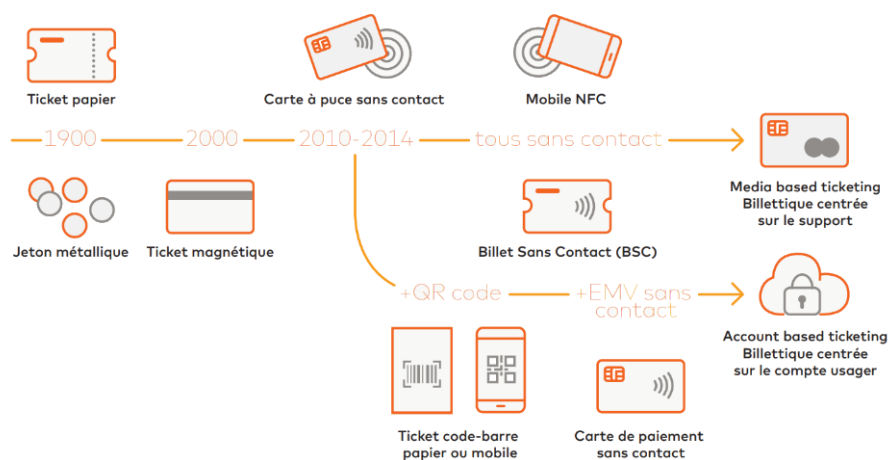 Ticket papier
Carte à puce sans contact
Mobile NFC
1900
2000
2010-2014
tous sans contact
Jeton métallique
Ticket magnétique
Billet Sans Contact (BSC)
Media based ticketing
Billettique centrée
sur le support
+QR code
+EMV sans
contact
Account based ticketing
Billettique centrée
sur le compte usager
Ticket code-barre
papier ou mobile
Carte de paiement
sans contact